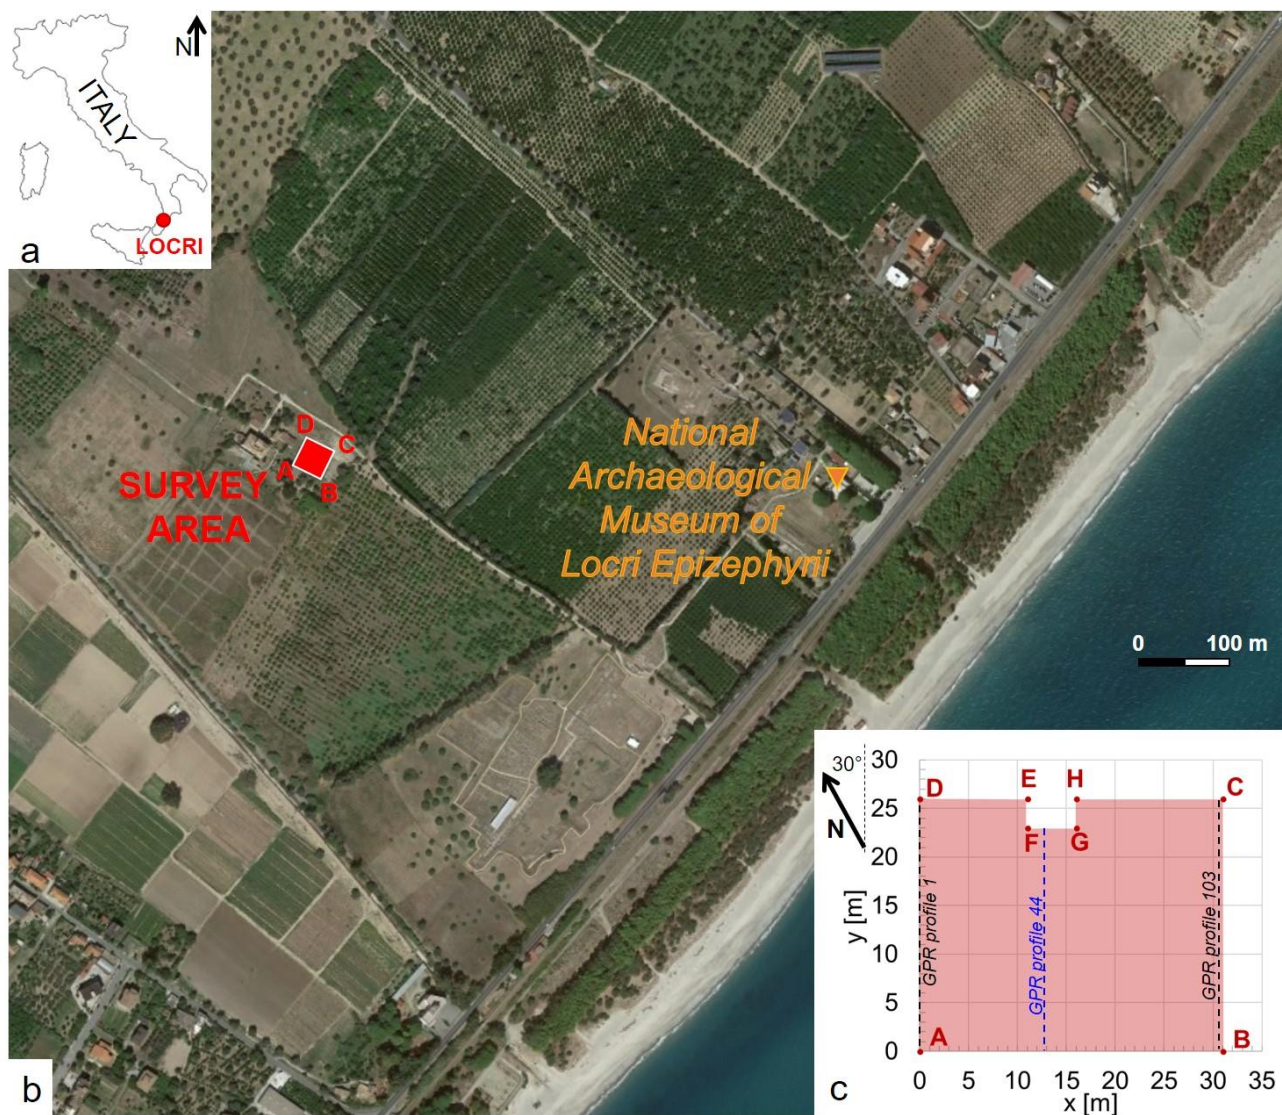 N
ITALY
LOCRI
a
D
C
A
B
SURVEY
AREA
National
Archaeological
Museum of
Locri Epizephyrii
0 100 m
b
30°
N
30
25
20
15
10
5
0
y [m]
D
E
H
C
F
G
A
B
GPR profile 1
GPR profile 44
GPR profile 103
0 5 10 15 20 25 30 35
x [m]
c